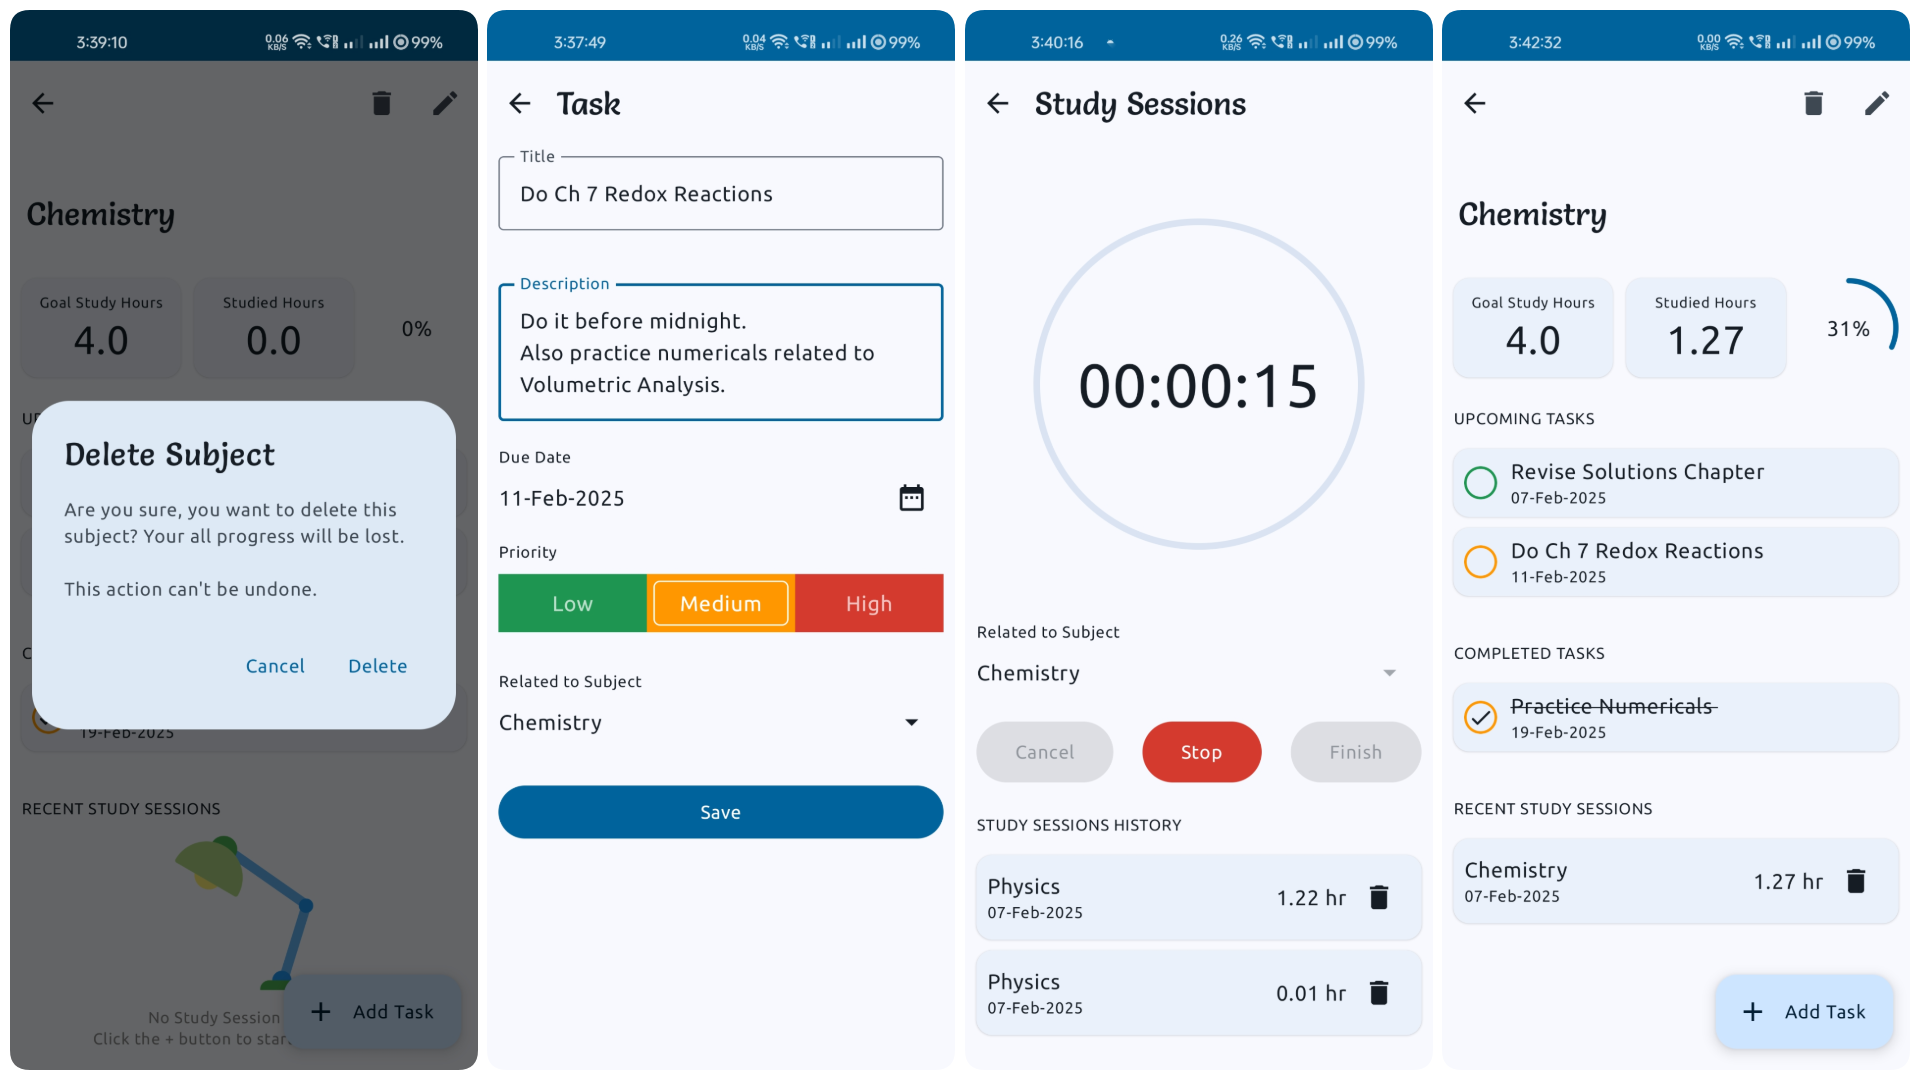 3:39:10
0.06
KB/S
99%
Chemistry
Goal Study Hours
4.0
Studied Hours
0.0
0%
Delete Subject
Are you sure, you want to delete this
subject? Your all progress will be lost.
This action can't be undone.
Cancel
Delete
19-Feb-2025
RECENT STUDY SESSIONS
No Study Session
Click the + button to star
+ Add Task
3:37:49
0.04
KB/S
99%
Task
Title
Do Ch 7 Redox Reactions
Description
Do it before midnight.
Also practice numericals related to
Volumetric Analysis.
Due Date
11-Feb-2025
Priority
Low
Medium
High
Related to Subject
Chemistry
Save
3:40:16
0.26
KB/S
99%
Study Sessions
00:00:15
Related to Subject
Chemistry
Cancel
Stop
Finish
STUDY SESSIONS HISTORY
Physics
07-Feb-2025
1.22 hr
Physics
07-Feb-2025
0.01 hr
3:42:32
0.00
KB/S
99%
Chemistry
Goal Study Hours
4.0
Studied Hours
1.27
31%
UPCOMING TASKS
Revise Solutions Chapter
07-Feb-2025
Do Ch 7 Redox Reactions
11-Feb-2025
COMPLETED TASKS
Practice Numericals
19-Feb-2025
RECENT STUDY SESSIONS
Chemistry
07-Feb-2025
1.27 hr
+ Add Task